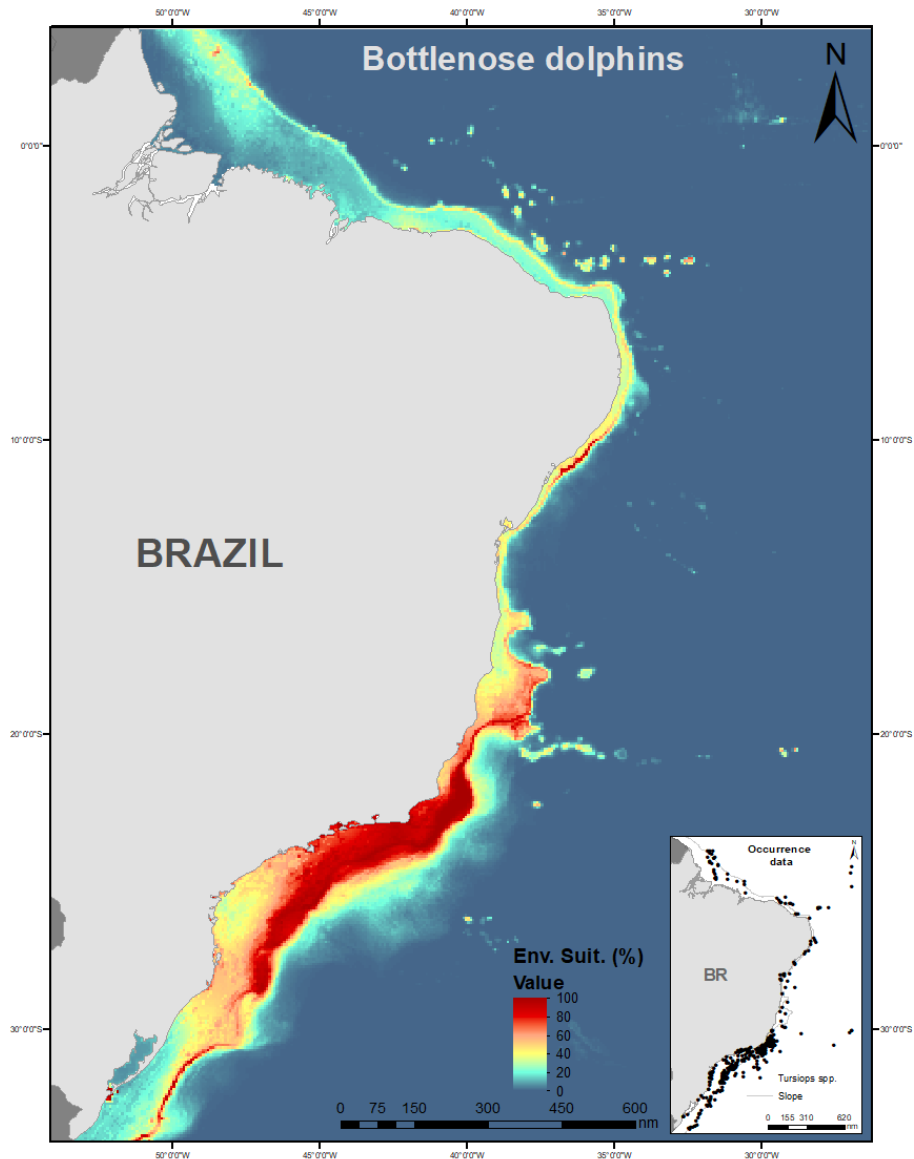 50°0'0"W 45°0'0"W 40°0'0"W 35°0'0"W 30°0'0"W
Bottlenose dolphins
N
0°0'0" 0°0'0"
10°0'0"S 10°0'0"S
BRAZIL
20°0'0"S 20°0'0"S
Occurrence
data
BR
Tursiops spp.
Slope
0 155 310 620
nm
Env. Suit. (%)
Value
100
80
60
40
20
0
30°0'0"S 30°0'0"S
0 75 150 300 450 600
nm
50°0'0"W 45°0'0"W 40°0'0"W 35°0'0"W 30°0'0"W